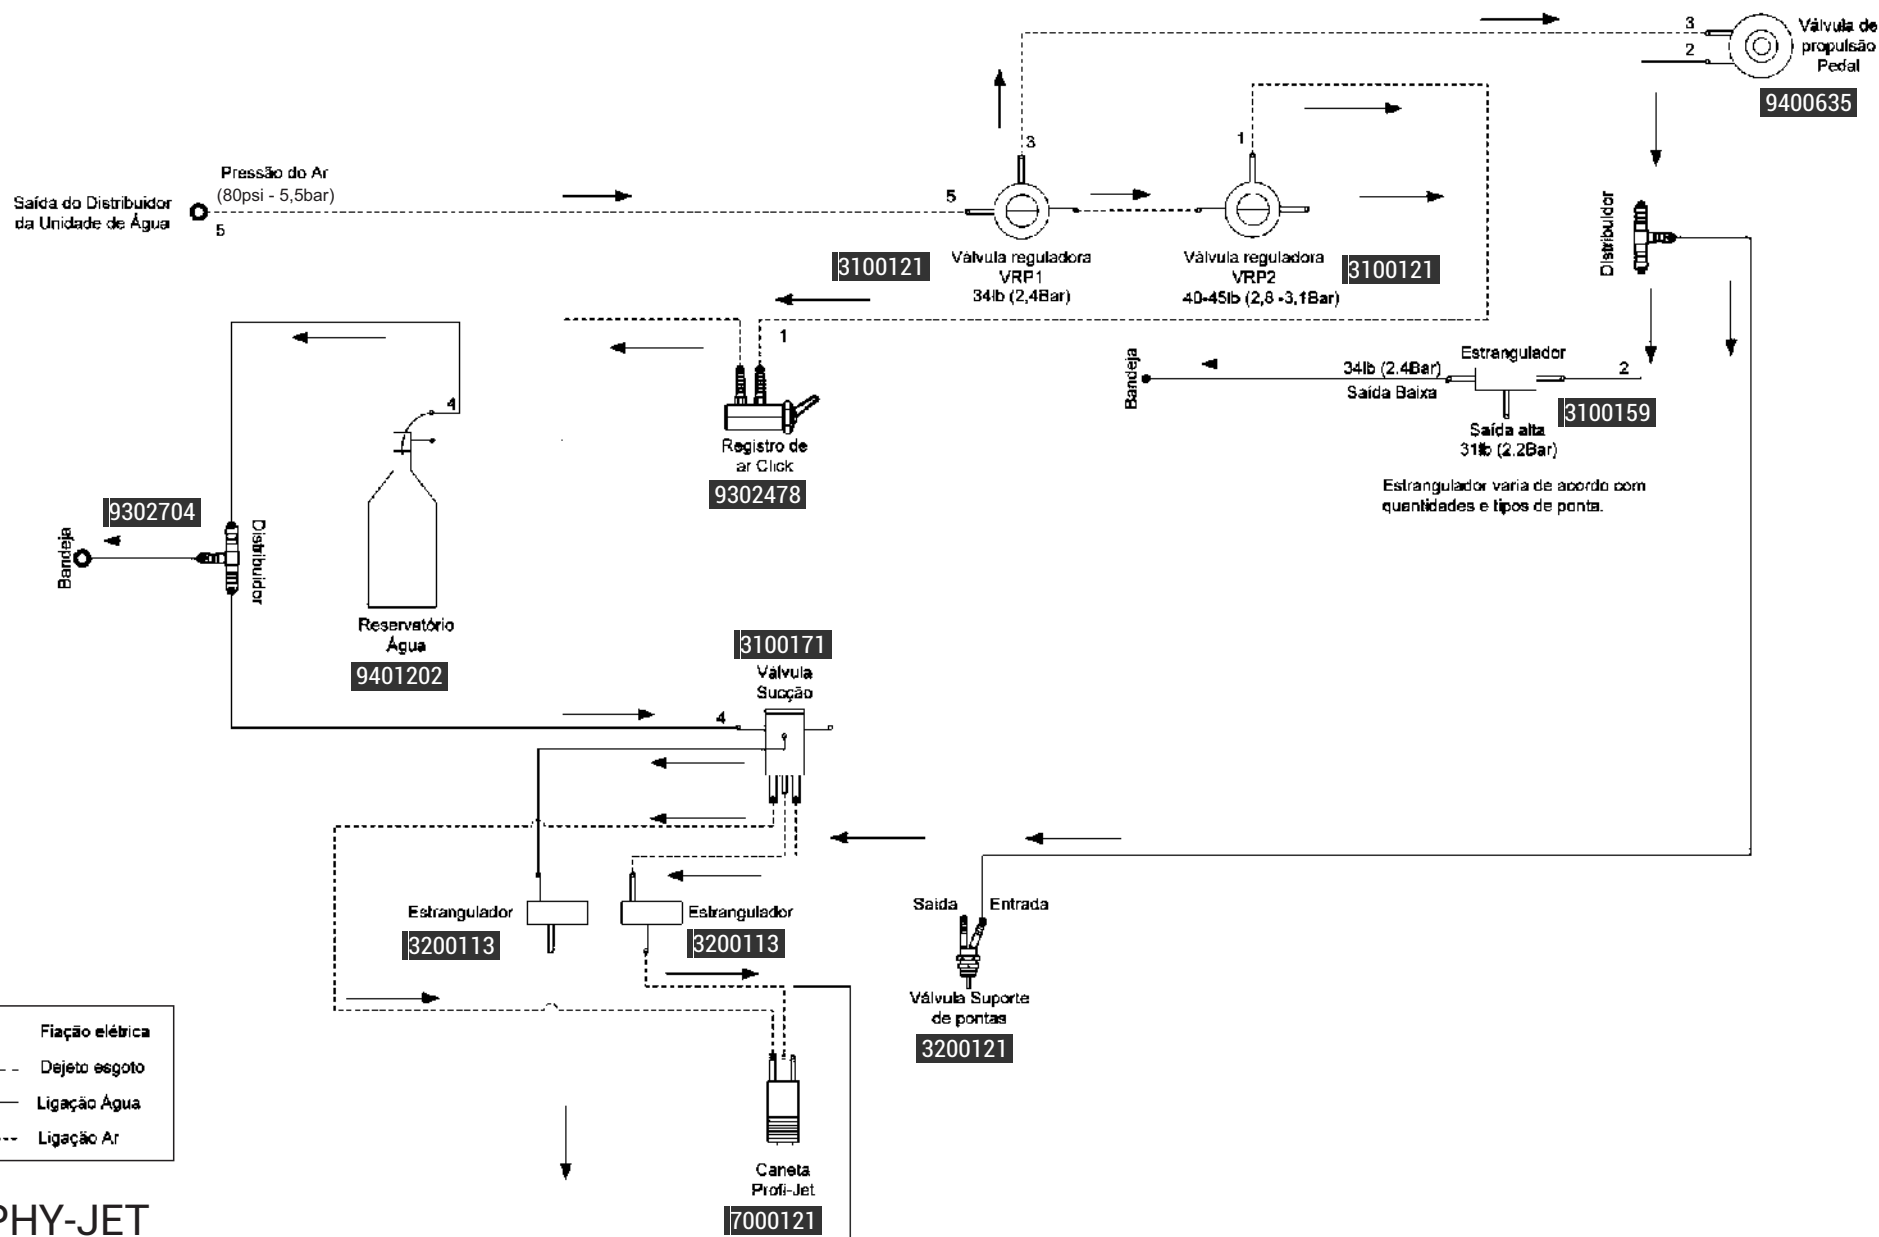 3
Válvula de
propulsão
Pedal
2
9400635
Pressão do Ar
(80psi - 5,5bar)
Saída do Distribuidor
da Unidade de Água
5
5
3
1
3100121
Válvula reguladora
VRP1
34lb (2,4Bar)
Válvula reguladora
VRP2
40-45lb (2,8 -3,1Bar)
3100121
Distribuidor
1
Bandeja
34lb (2.4Bar)
Saída Baixa
Estrangulador
2
3100159
Saída alta
31lb (2.2Bar)
Estrangulador varia de acordo com
quantidades e tipos de ponta.
4
Registro de
ar Click
9302478
9302704
Bandeja
Distribuidor
Reservatório
Água
9401202
3100171
Válvula
Sucção
4
Estrangulador
3200113
Estrangulador
3200113
Saída
Entrada
Válvula Suporte
de pontas
3200121
Fiação elétrica
Dejeto esgoto
Ligação Água
Ligação Ar
Caneta
Profi-Jet
7000121
PHY-JET